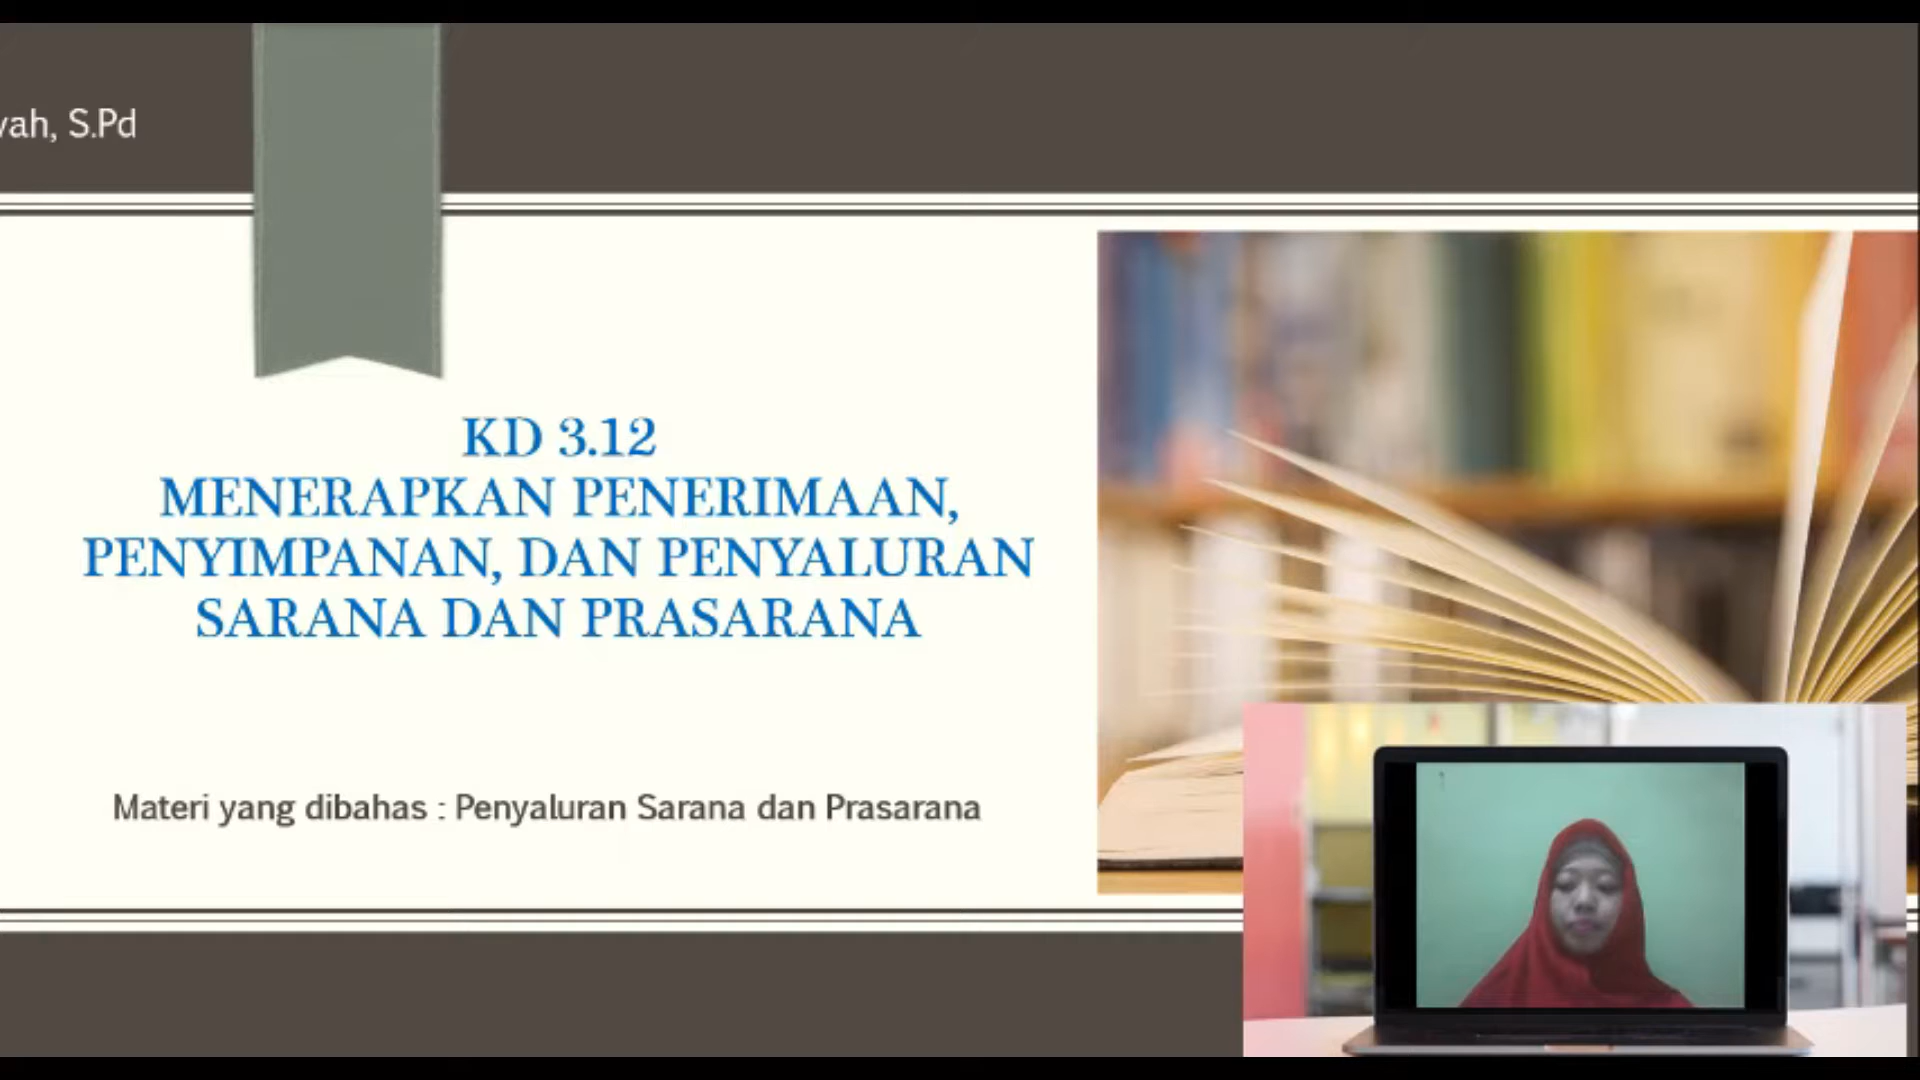 S.Pd
KD 3.12
MENERAPKAN PENERIMAAN,
PENYIMPANAN, DAN PENYALURAN
SARANA DAN PRASARANA
Materi yang dibahas : Penyaluran Sarana dan Prasarana